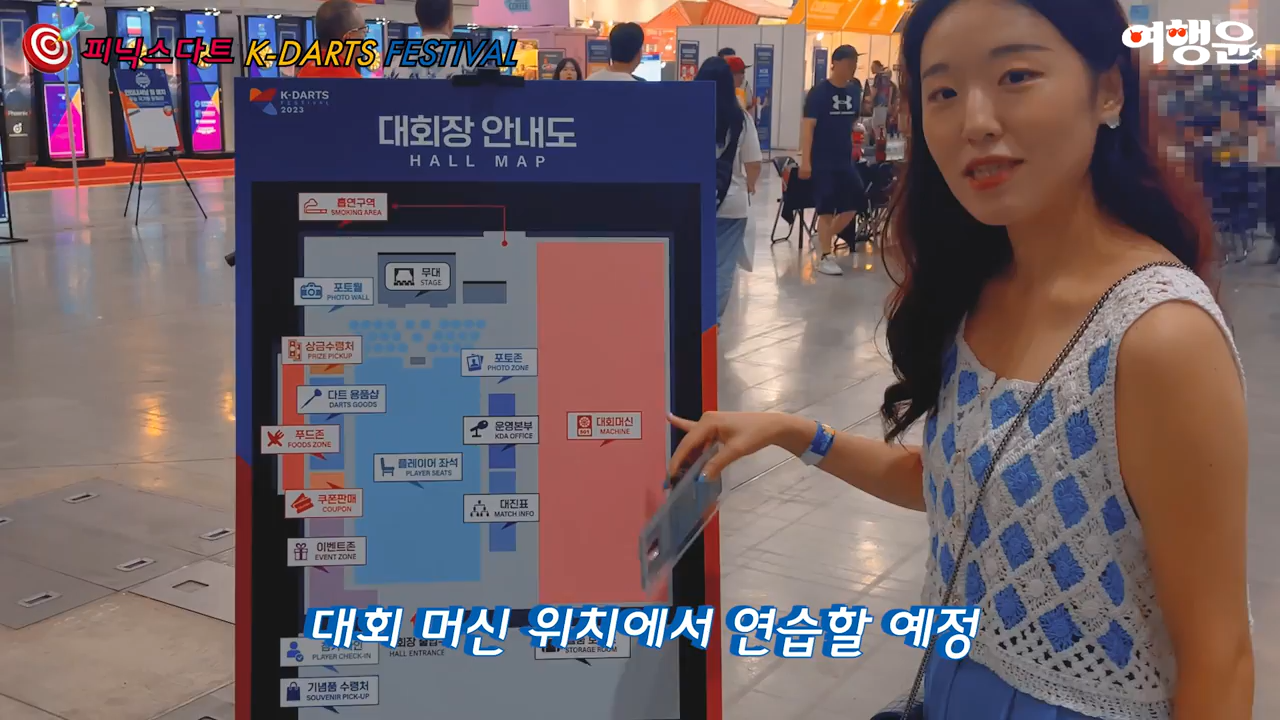 피닉스다트 K-DARTS FESTIVAL
여행윤
K-DARTS
FESTIVAL
2023
대회장 안내도
HALL MAP
흡연구역
SMOKING AREA
무대
STAGE
포토월
PHOTO WALL
상금수령처
PRIZE PICKUP
포토존
PHOTO ZONE
다트 용품샵
DARTS GOODS
푸드존
FOODS ZONE
운영본부
KDA OFFICE
대회머신
MACHINE
플레이어 좌석
PLAYER SEATS
쿠폰판매
COUPON
대진표
MATCH INFO
이벤트존
EVENT ZONE
대회 머신 위치에서 연습할 예정
PLAYER CHECK-IN
HALL ENTRANCE
STORAGE ROOM
기념품 수령처
SOUVENIR PICK-UP